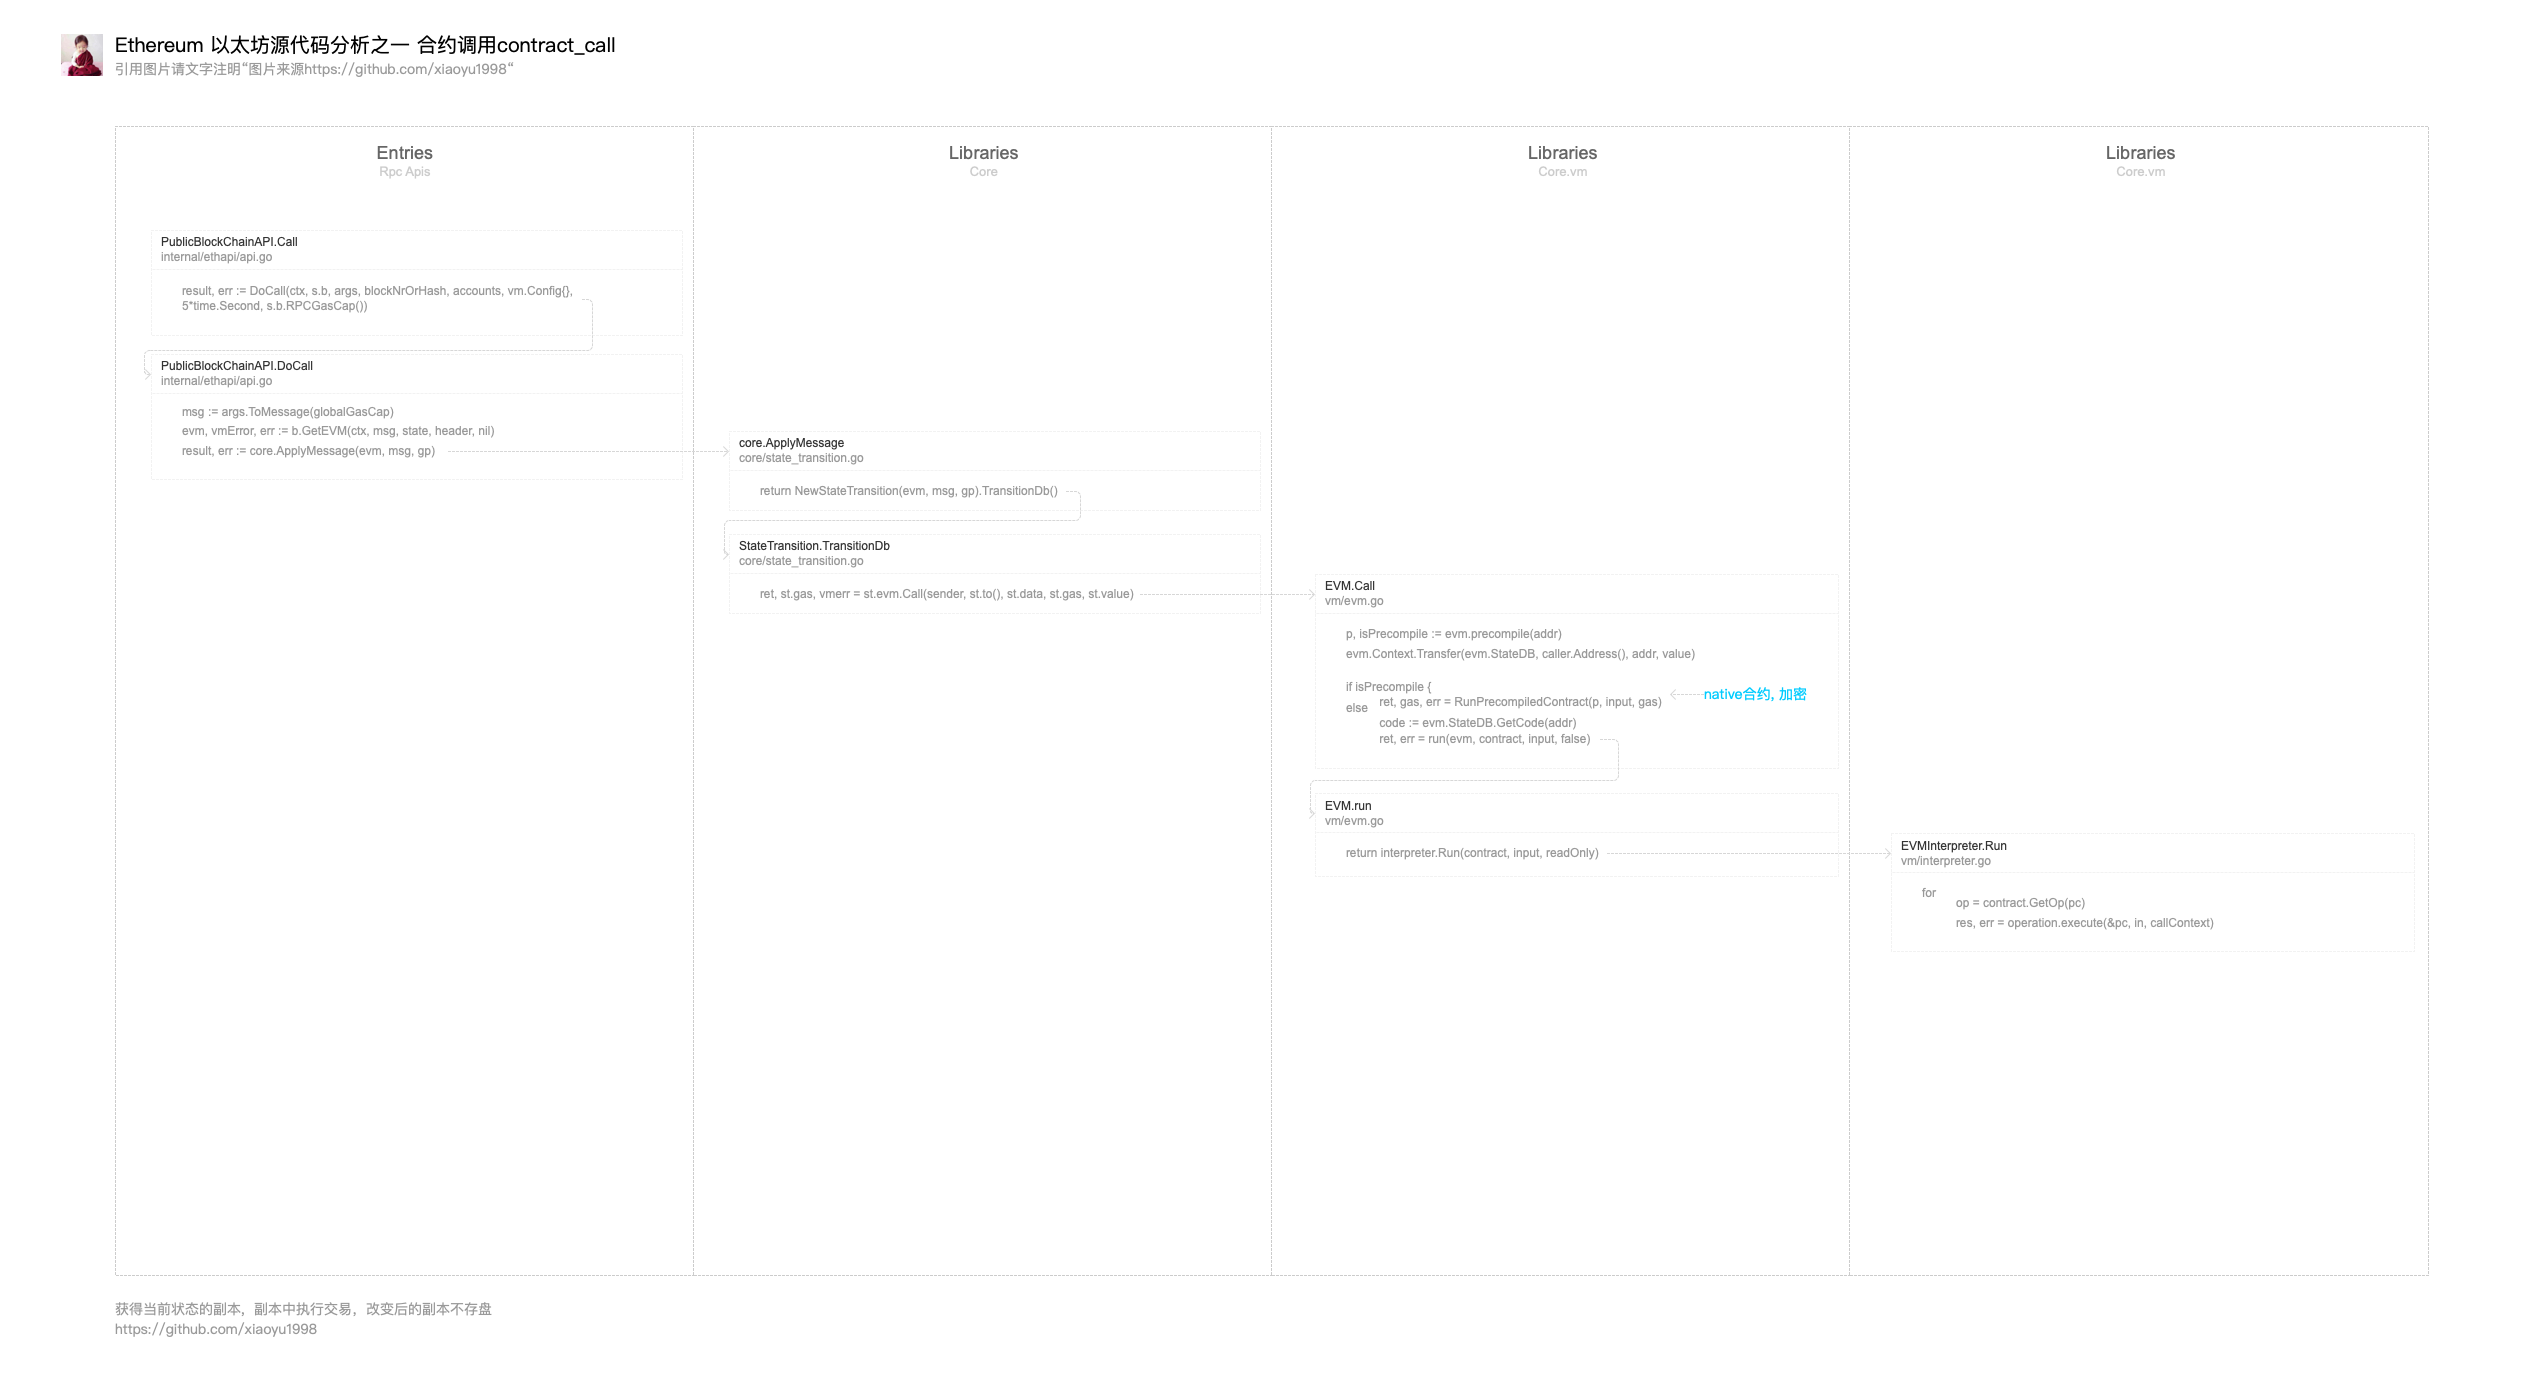 Ethereum 以太坊源代码分析之一 合约调用contract_call
引用图片请文字注明“图片来源https://github.com/xiaoyu1998“
Entries
Rpc Apis
PublicBlockChainAPI.Call
internal/ethapi/api.go
result, err := DoCall(ctx, s.b, args, blockNrOrHash, accounts, vm.Config{},
5*time.Second, s.b.RPCGasCap())
PublicBlockChainAPI.DoCall
internal/ethapi/api.go
msg := args.ToMessage(globalGasCap)
evm, vmError, err := b.GetEVM(ctx, msg, state, header, nil)
result, err := core.ApplyMessage(evm, msg, gp)
Libraries
Core
core.ApplyMessage
core/state_transition.go
return NewStateTransition(evm, msg, gp).TransitionDb()
StateTransition.TransitionDb
core/state_transition.go
ret, st.gas, vmerr = st.evm.Call(sender, st.to(), st.data, st.gas, st.value)
Libraries
Core.vm
EVM.Call
vm/evm.go
p, isPrecompile := evm.precompile(addr)
evm.Context.Transfer(evm.StateDB, caller.Address(), addr, value)
if isPrecompile {
ret, gas, err = RunPrecompiledContract(p, input, gas)
native合约, 加密
else
code := evm.StateDB.GetCode(addr)
ret, err = run(evm, contract, input, false)
EVM.run
vm/evm.go
return interpreter.Run(contract, input, readOnly)
Libraries
Core.vm
EVMInterpreter.Run
vm/interpreter.go
for
op = contract.GetOp(pc)
res, err = operation.execute(&pc, in, callContext)
获得当前状态的副本，副本中执行交易，改变后的副本不存盘
https://github.com/xiaoyu1998